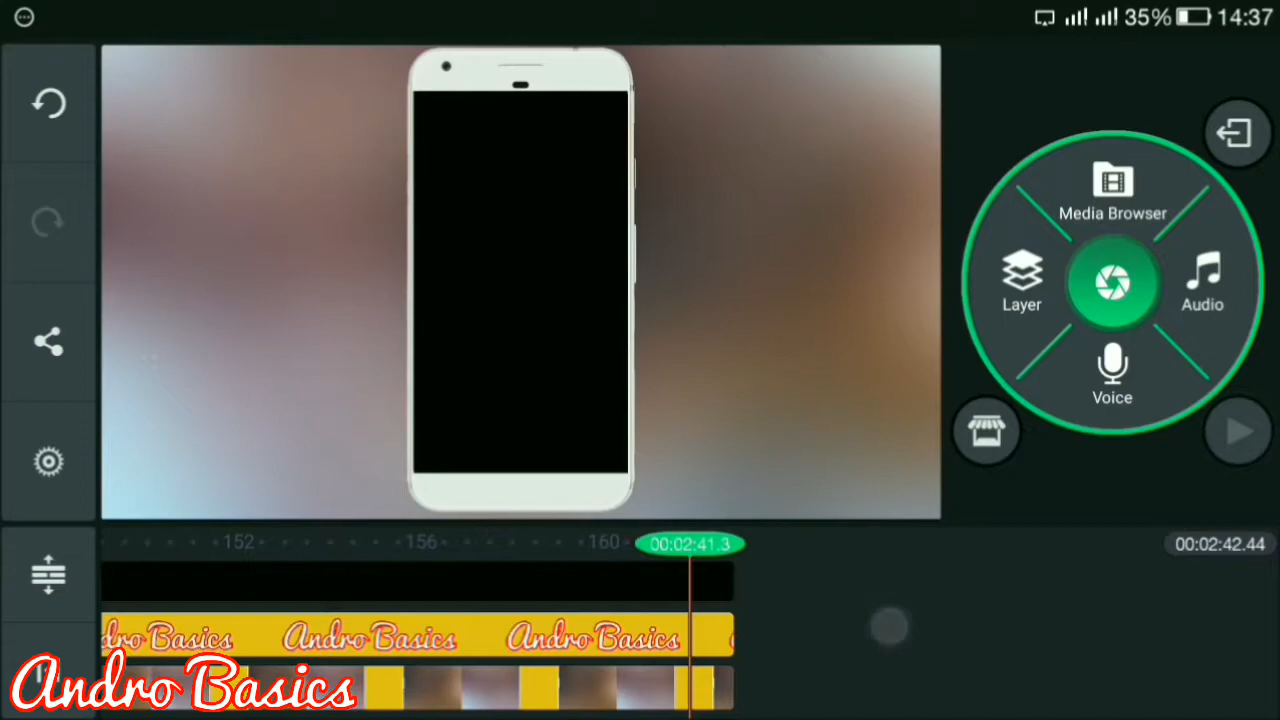 35% 14:37
Media Browser
Layer
Audio
Voice
152 156 160 00:02:41.3 00:02:42.44
dro Basics Andro Basics Andro Basics
Andro Basics